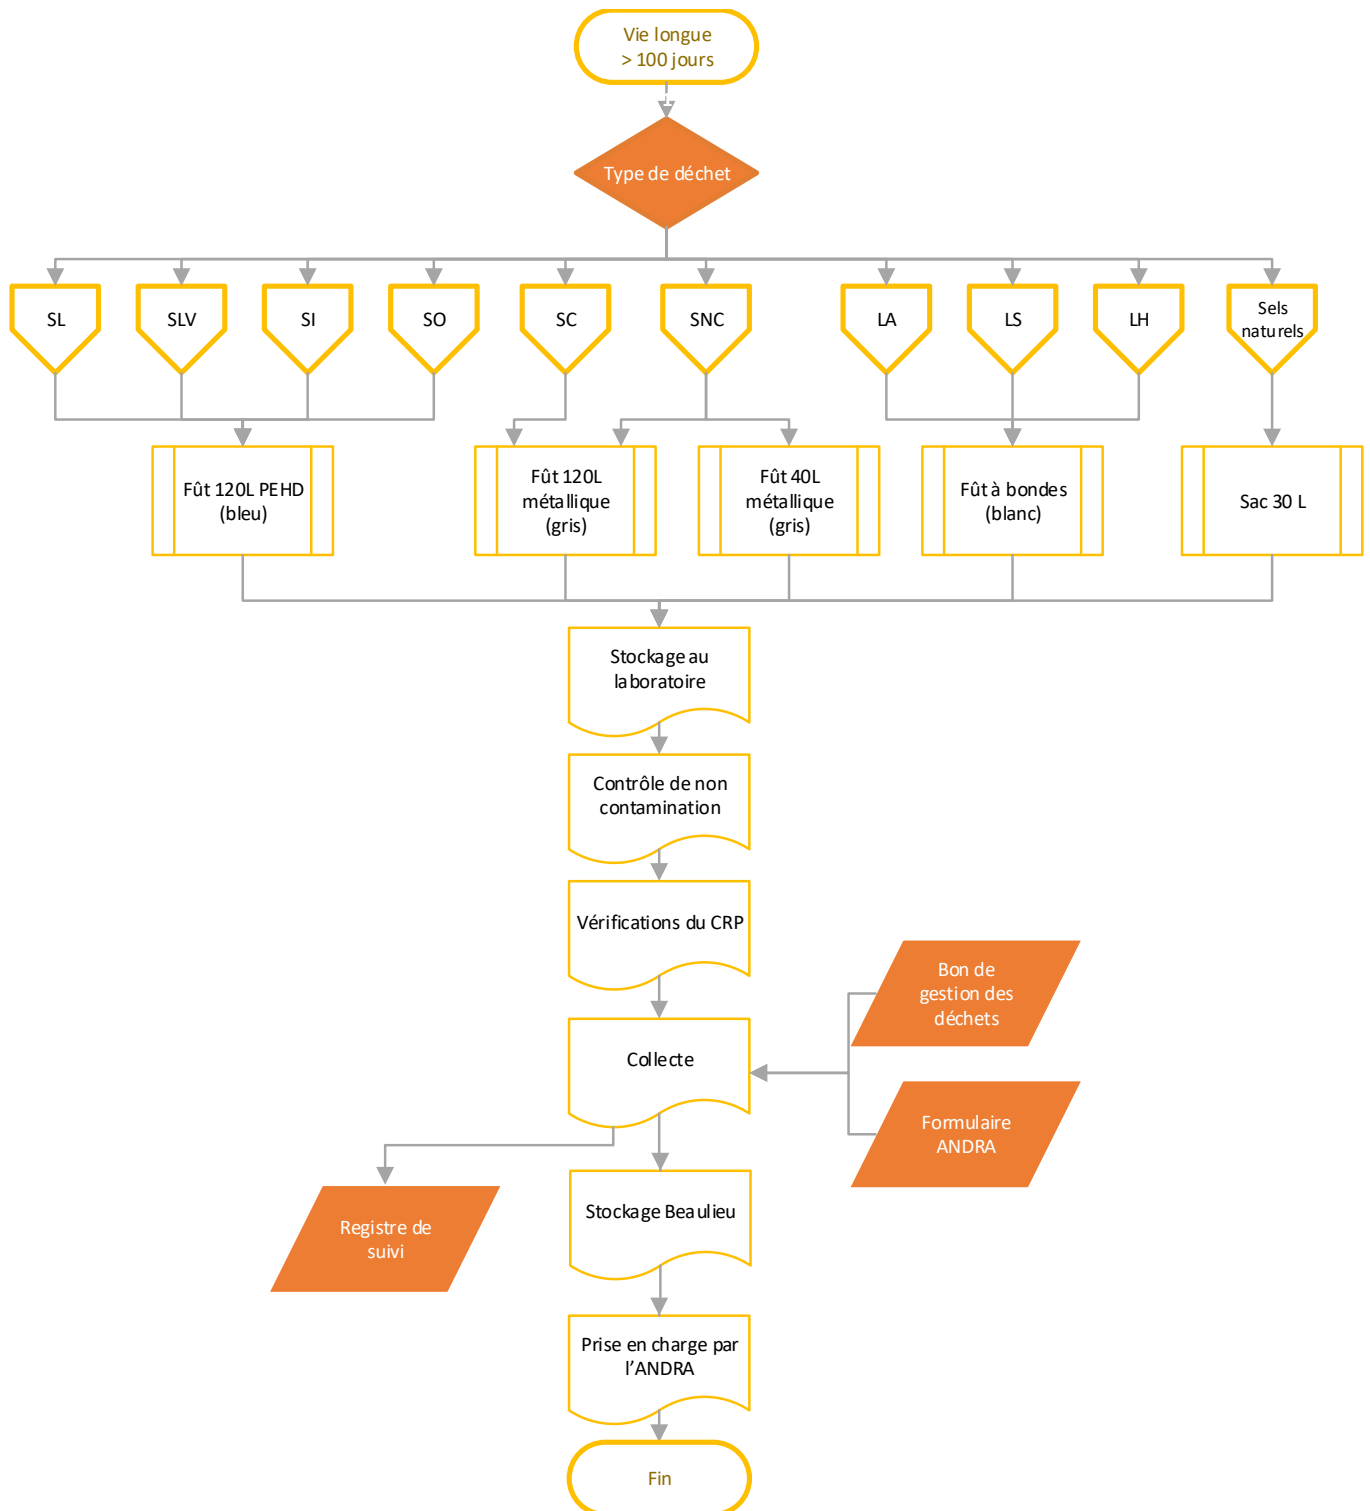 Vie longue
> 100 jours
Type de déchet
SL
SLV
SI
SO
SC
SNC
LA
LS
LH
Sels
naturels
Fût 120L PEHD
(bleu)
Fût 120L
métallique
(gris)
Fût 40L
métallique
(gris)
Fût à bondes
(blanc)
Sac 30 L
Stockage au
laboratoire
Contrôle de non
contamination
Vérifications du CRP
Bon de
gestion des
déchets
Collecte
Formulaire
ANDRA
Stockage Beaulieu
Registre de
suivi
Prise en charge par
l’ANDRA
Fin